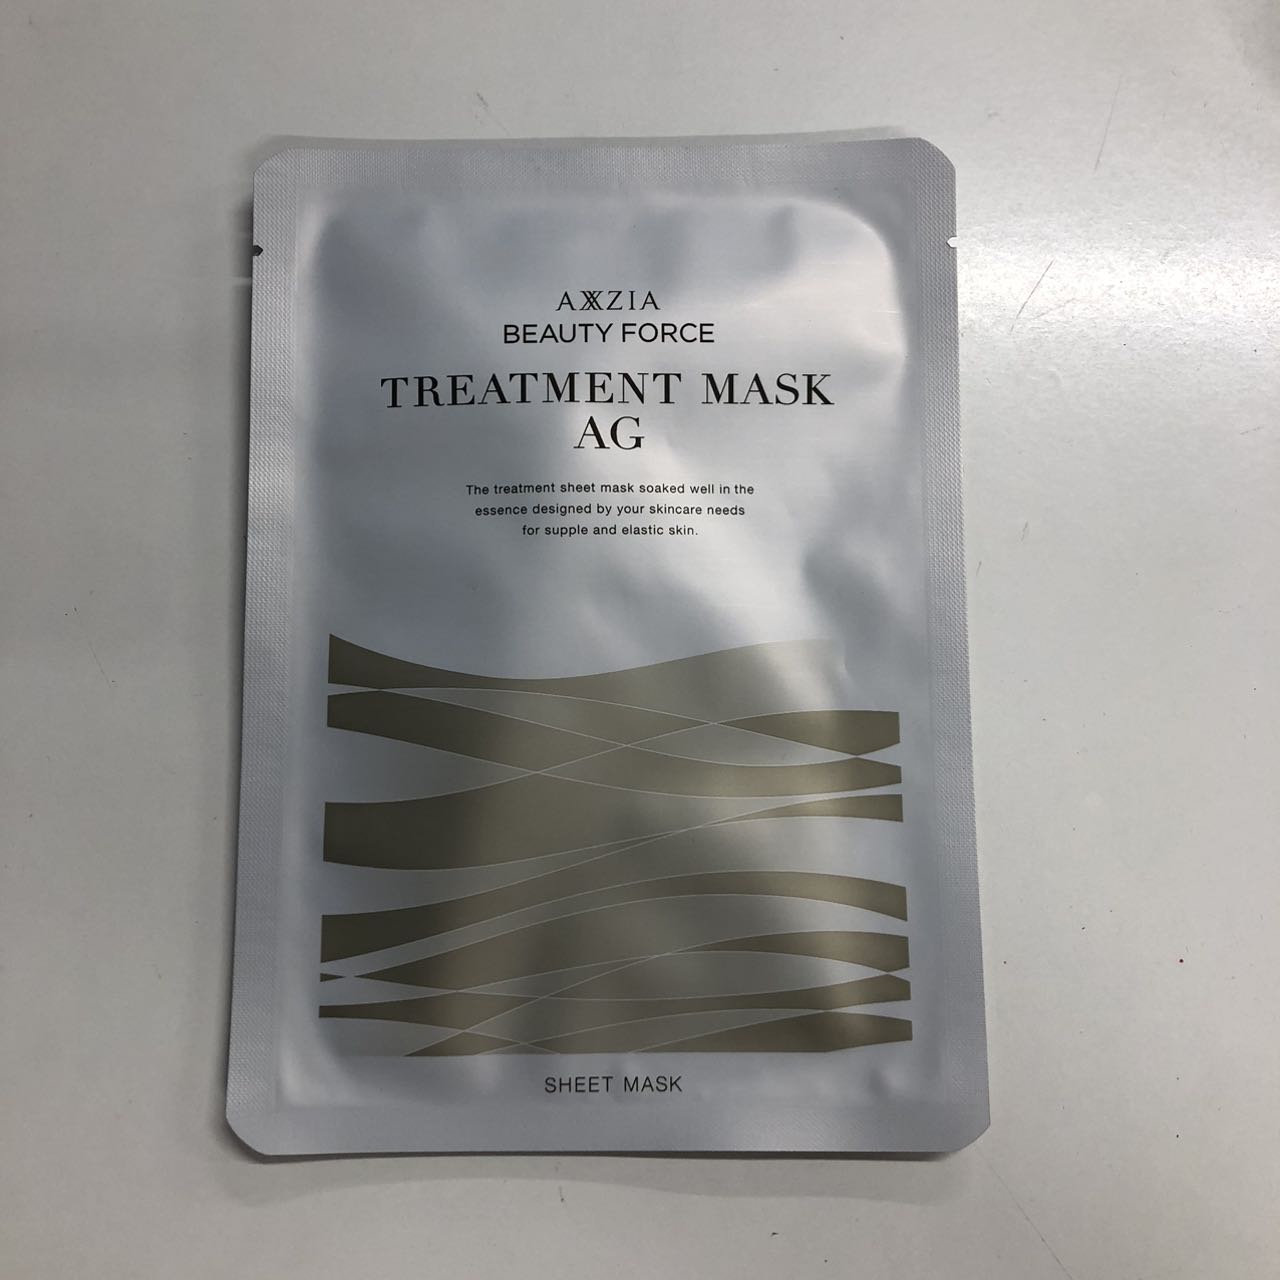 AXXZIA
BEAUTY FORCE
TREATMENT MASK
AG
The treatment sheet mask soaked well in the
essence designed by your skincare needs
for supple and elastic skin.
SHEET MASK